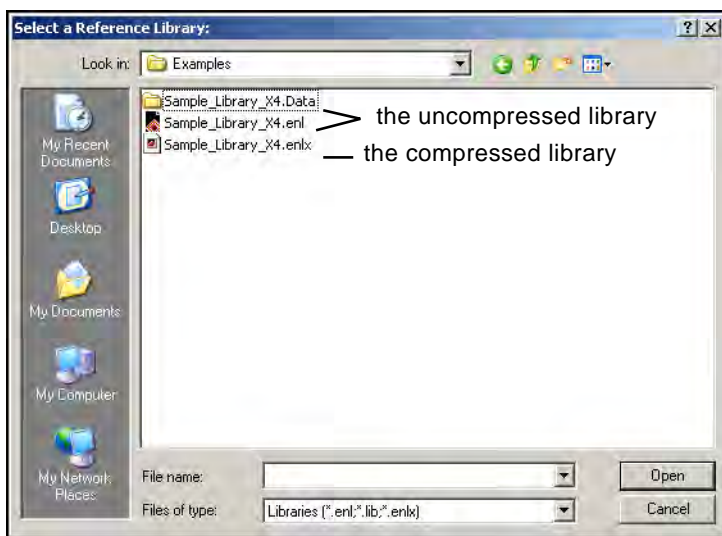 Select a Reference Library:
Look in: Examples
Sample_Library_X4.Data
Sample_Library_X4.enl
Sample_Library_X4.enlx
the uncompressed library
the compressed library
My Recent
Documents
Desktop
My Documents
My Computer
My Network
Places
File name:
Open
Files of type: Libraries (*.enl;*.lib;*.enlx)
Cancel